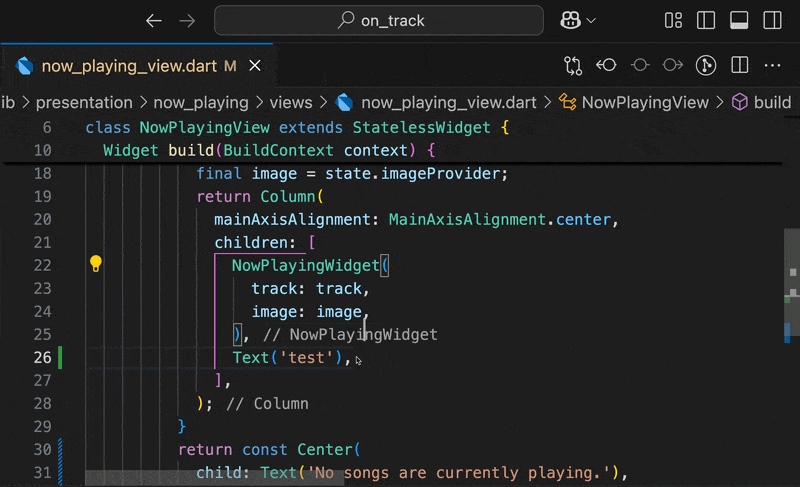 on_track
now_playing_view.dart M
ib > presentation > now_playing > views > now_playing_view.dart > NowPlayingView > build
6 class NowPlayingView extends StatelessWidget {
10 Widget build(BuildContext context) {
18 final image = state.imageProvider;
19 return Column(
20 mainAxisAlignment: MainAxisAlignment.center,
21 children: [
22 NowPlayingWidget(
23 track: track,
24 image: image,
25 ), // NowPlayingWidget
26 Text('test'),
27 ],
28 ); // Column
29 }
30 return const Center(
31 child: Text('No songs are currently playing.'),